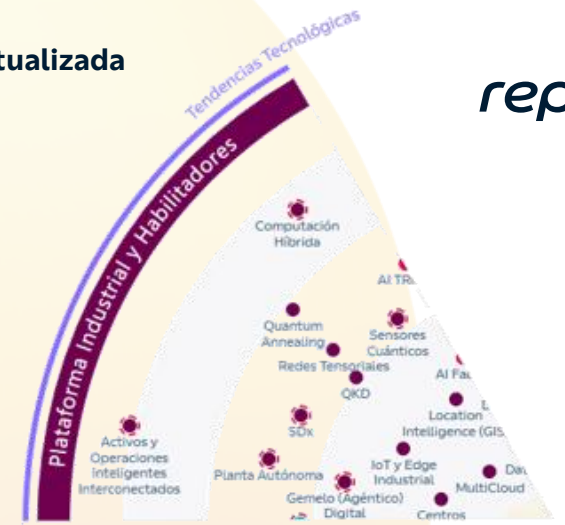 tualizada
rep
Tendencias Tecnológicas
Plataforma Industrial y Habilitadores
Computación
Híbrida
AI TR
Quantum
Annealing
Sensores
Cuánticos
Redes Tensoriales
QKD
AI Fa
Location
Intelligence (GIS
SDx
Activos y
Operaciones
inteligentes
Interconectados
Planta Autónoma
IoT y Edge
Industrial
Da
MultiCloud
Gemelo (Agéntico)
Digital
Centros